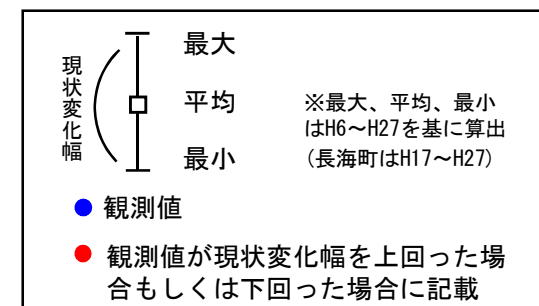 現状変化幅
最大
平均
最小
※最大、平均、最小
はH6～H27を基に算出
(長海町はH17～H27)
観測値
観測値が現状変化幅を上回った場
合もしくは下回った場合に記載